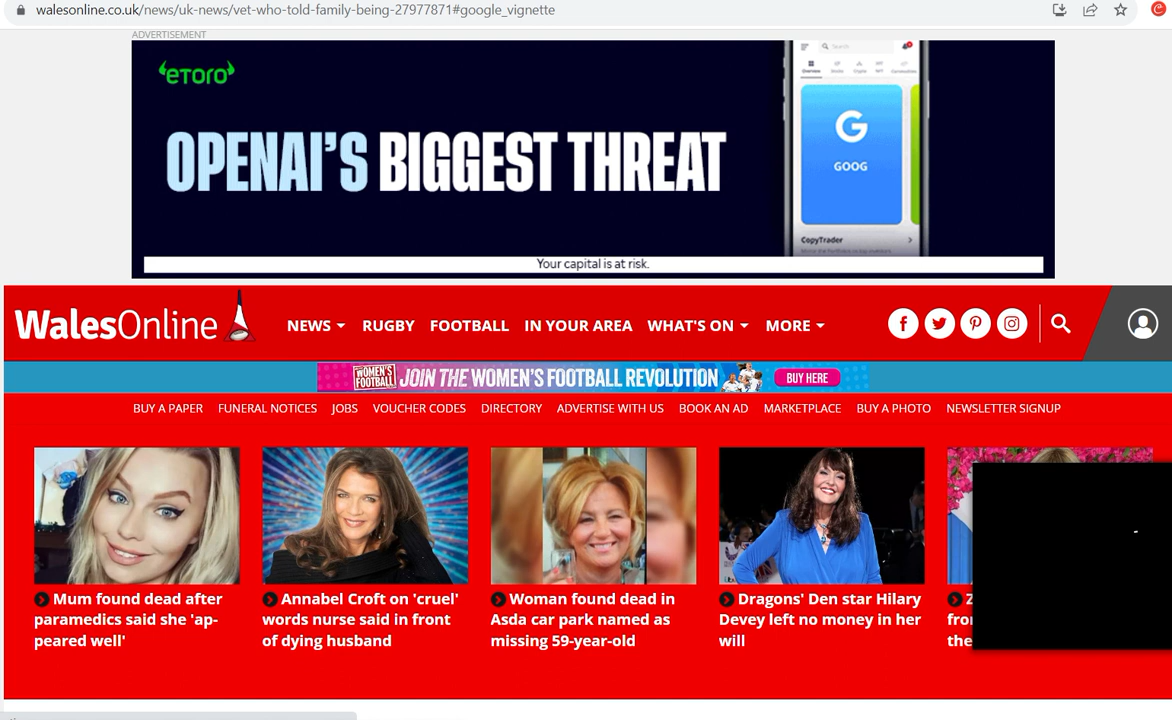 walesonline.co.uk/news/uk-news/vet-who-told-family-being-27977871#google_vignette
ADVERTISEMENT
eTORO
OPENAI'S BIGGEST THREAT
Search
Overview
GOOG
CopyTrader
Your capital is at risk.
WalesOnline
NEWS RUGBY FOOTBALL IN YOUR AREA WHAT'S ON MORE
WOMEN'S FOOTBALL JOIN THE WOMEN'S FOOTBALL REVOLUTION BUY HERE
BUY A PAPER FUNERAL NOTICES JOBS VOUCHER CODES DIRECTORY ADVERTISE WITH US BOOK AN AD MARKETPLACE BUY A PHOTO NEWSLETTER SIGNUP
Mum found dead after
paramedics said she 'ap-
peared well'
Annabel Croft on 'cruel'
words nurse said in front
of dying husband
Woman found dead in
Asda car park named as
missing 59-year-old
Dragons' Den star Hilary
Devey left no money in her
will